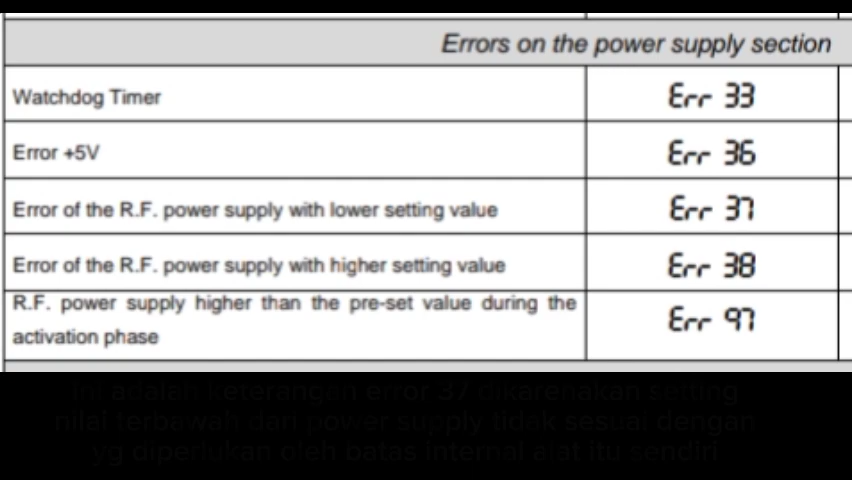 Errors on the power supply section
Watchdog Timer Err 33
Error +5V Err 36
Error of the R.F. power supply with lower setting value Err 37
Error of the R.F. power supply with higher setting value Err 38
R.F. power supply higher than the pre-set value during the
activation phase Err 97
ini adalah keterangan error 37 dikarenakan setting
nilai terbawah dari power supply tidak sesuai dengan
yg diperlukan oleh batas internal alat itu sendiri